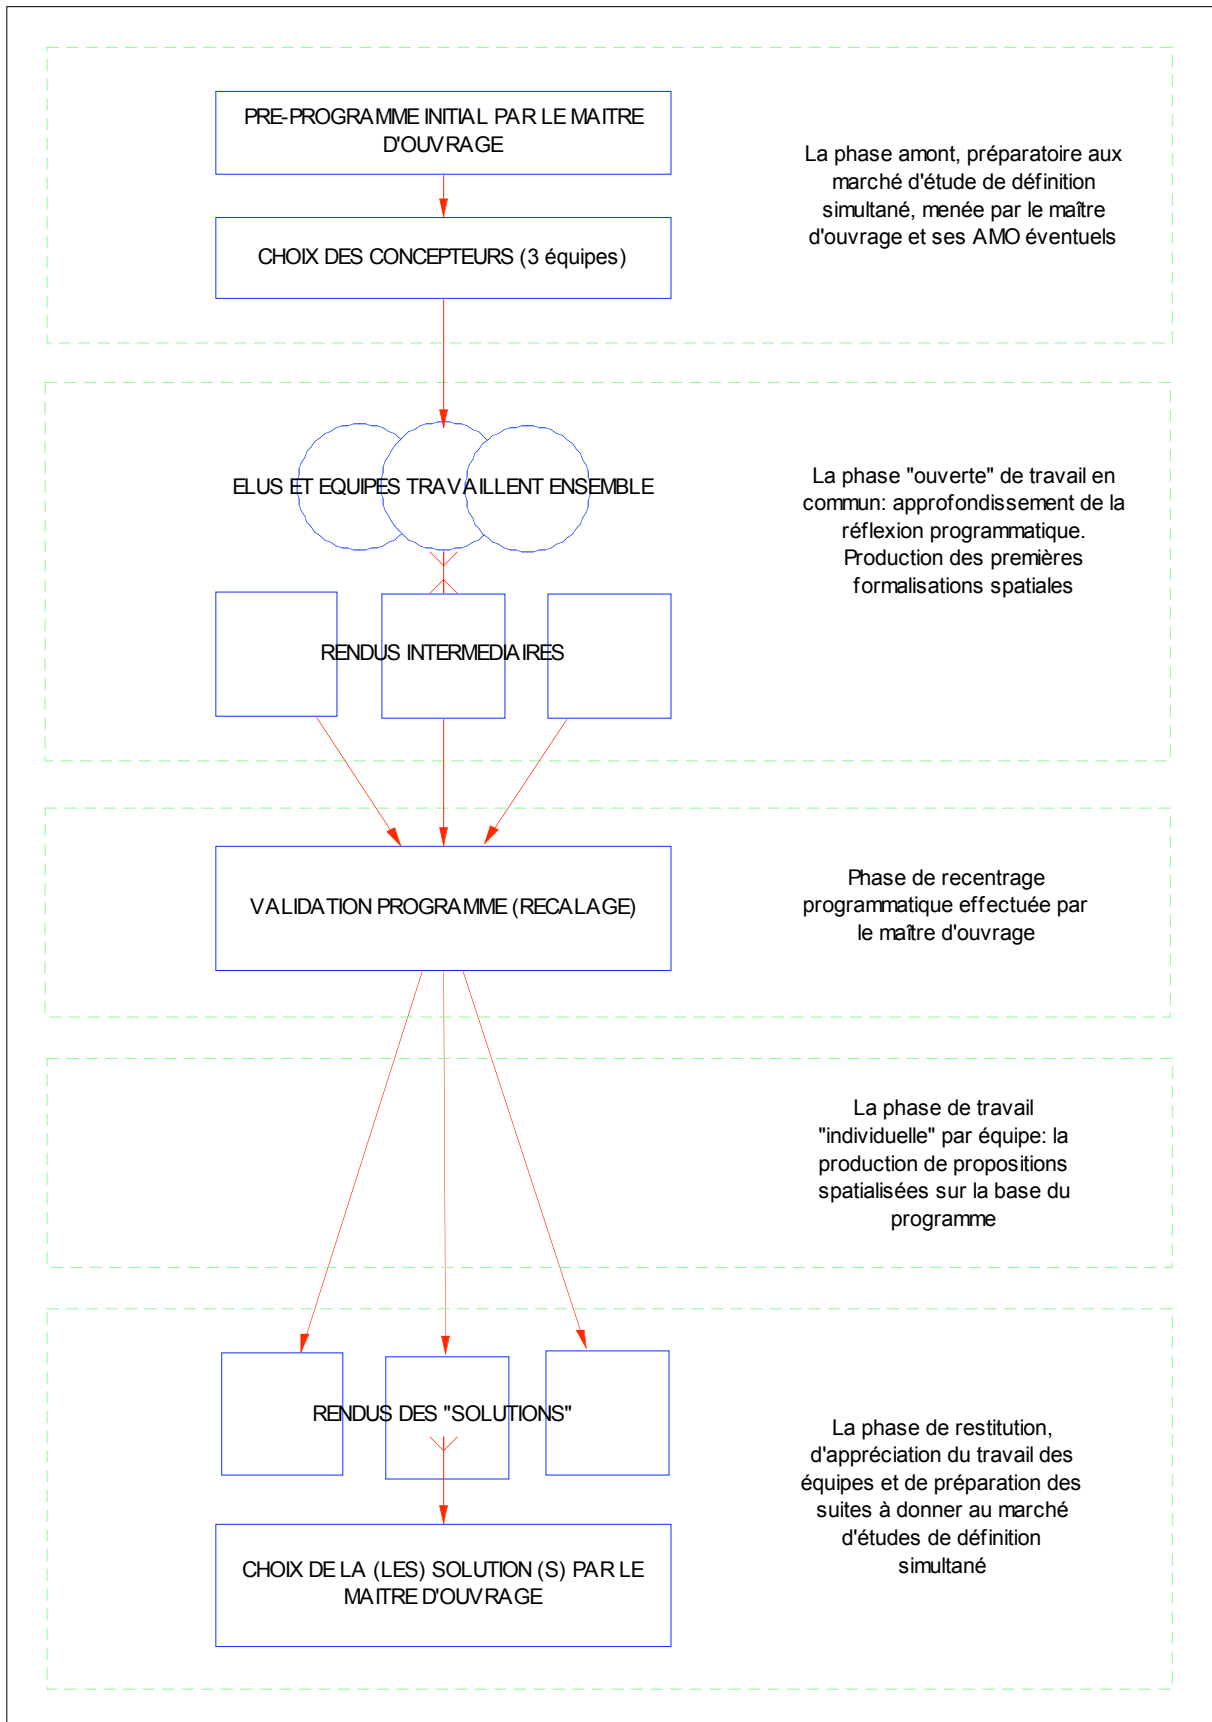 PRE-PROGRAMME INITIAL PAR LE MAITRE
D'OUVRAGE
CHOIX DES CONCEPTEURS (3 équipes)
La phase amont, préparatoire aux
marché d'étude de définition
simultané, menée par le maître
d'ouvrage et ses AMO éventuels
ELUS ET EQUIPES TRAVAILLENT ENSEMBLE
RENDUS INTERMEDIAIRES
La phase "ouverte" de travail en
commun: approfondissement de la
réflexion programmatique.
Production des premières
formalisations spatiales
VALIDATION PROGRAMME (RECALAGE)
Phase de recentrage
programmatique effectuée par
le maître d'ouvrage
La phase de travail
"individuelle" par équipe: la
production de propositions
spatialisées sur la base du
programme
RENDUS DES "SOLUTIONS"
CHOIX DE LA (LES) SOLUTION (S) PAR LE
MAITRE D'OUVRAGE
La phase de restitution,
d'appréciation du travail des
équipes et de préparation des
suites à donner au marché
d'études de définition
simultané